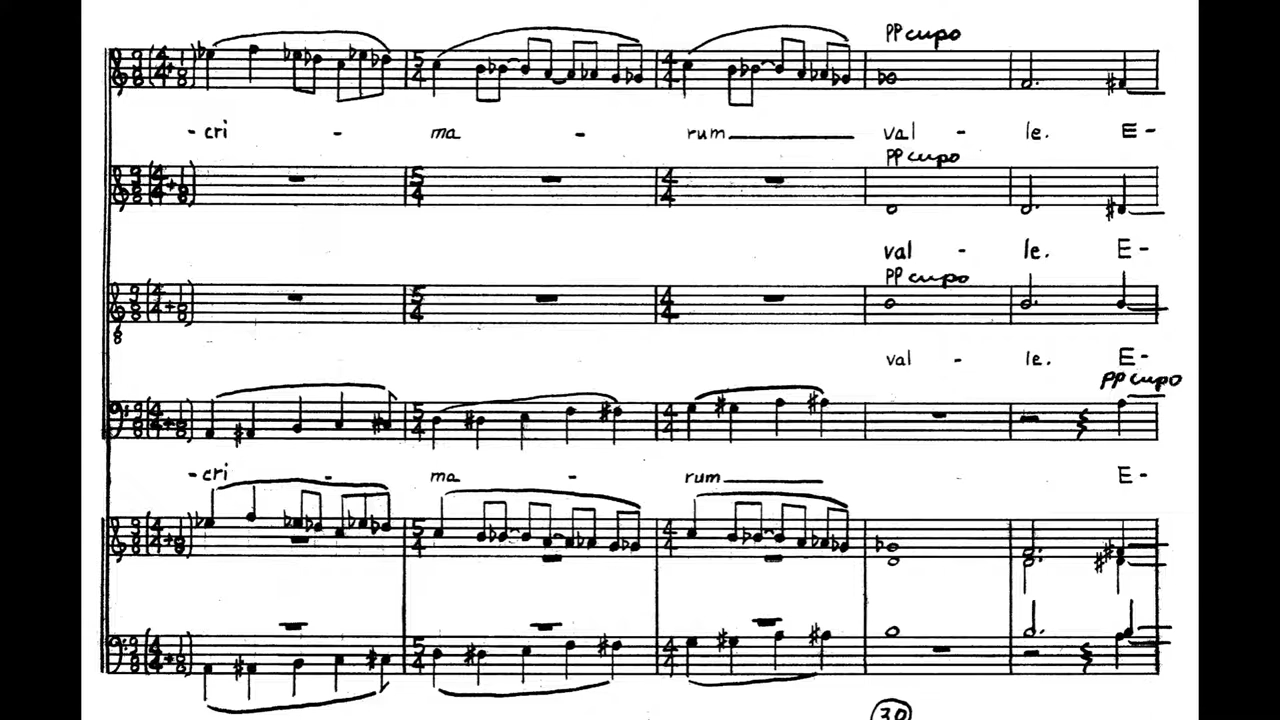 pp cupo
-cri - ma - rum val - le. E-
pp cupo
val - le. E-
pp cupo
val - le. E-
pp cupo
-cri - ma - rum E-
30